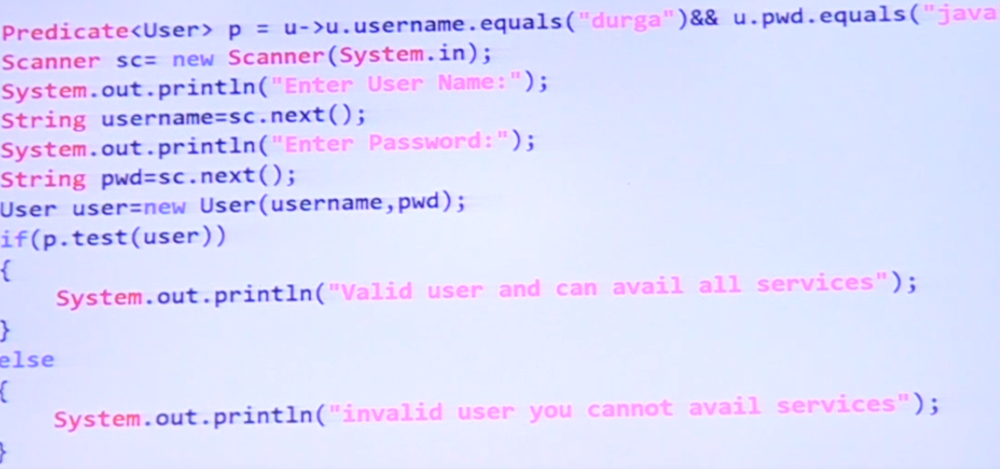 Predicate<User> p = u->u.username.equals("durga")&& u.pwd.equals("java
Scanner sc= new Scanner(System.in);
System.out.println("Enter User Name:");
String username=sc.next();
System.out.println("Enter Password:");
String pwd=sc.next();
User user=new User(username,pwd);
if(p.test(user))
{
System.out.println("Valid user and can avail all services");
}
else
{
System.out.println("invalid user you cannot avail services");
}